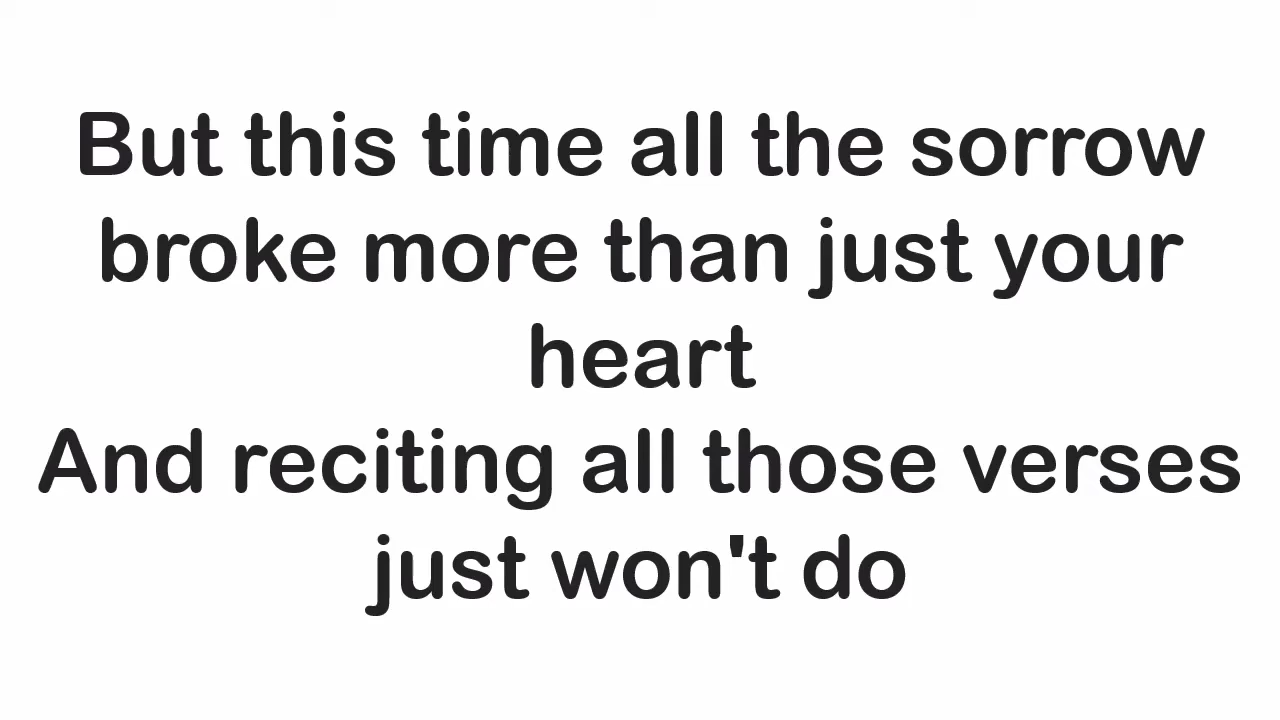 But this time all the sorrow
broke more than just your
heart
And reciting all those verses
just won't do